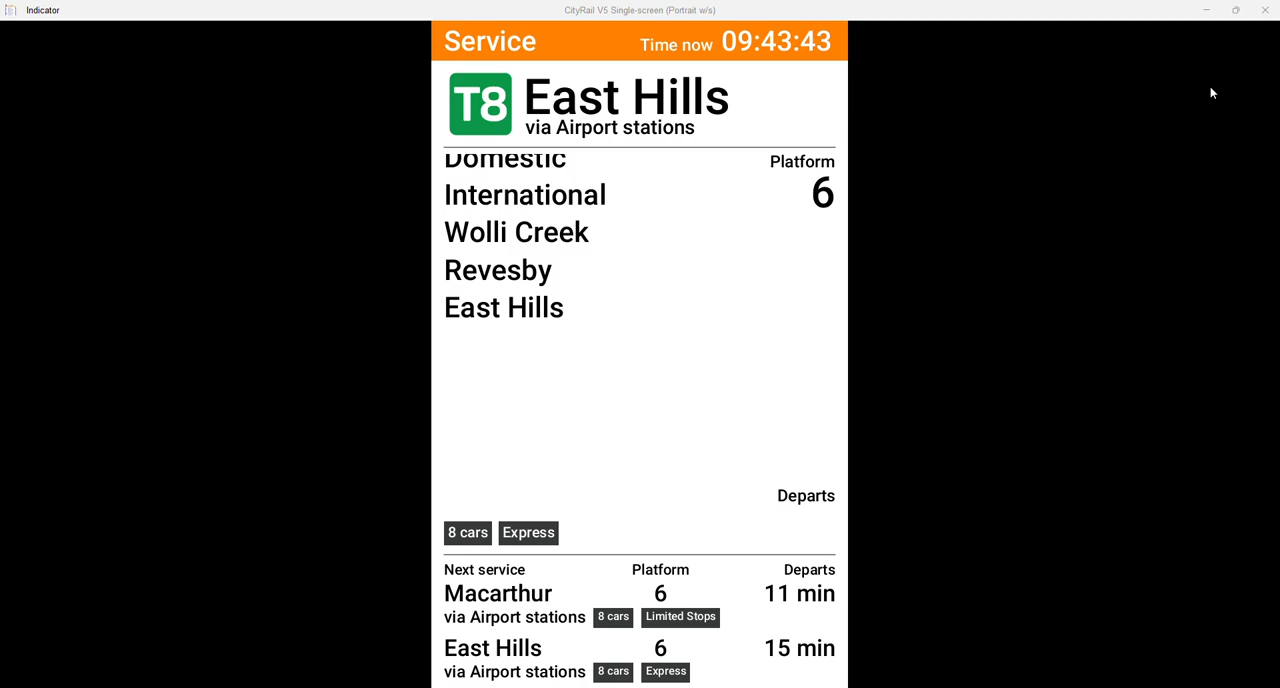 Indicator
CityRail V5 Single-screen (Portrait w/s)
Service
Time now 09:43:43
T8 East Hills
via Airport stations
Domestic
Platform
International
6
Wolli Creek
Revesby
East Hills
Departs
8 cars Express
Next service Platform Departs
Macarthur 6 11 min
via Airport stations 8 cars Limited Stops
East Hills 6 15 min
via Airport stations 8 cars Express